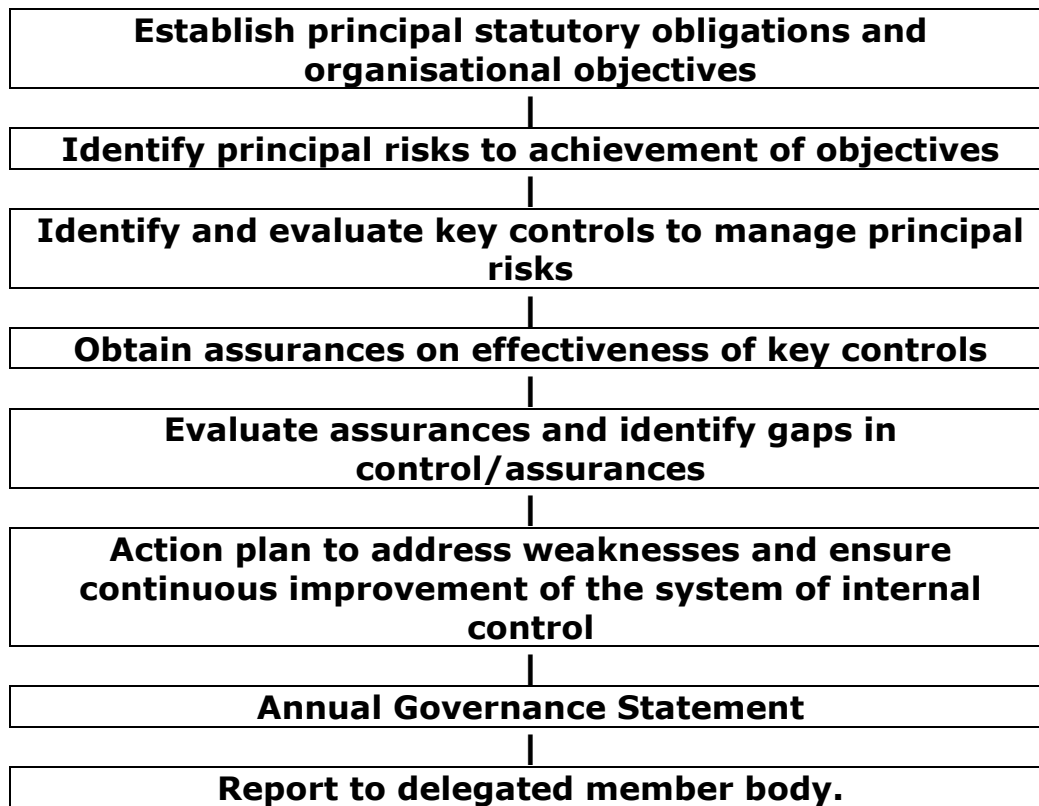 Establish principal statutory obligations and
organisational objectives
Identify principal risks to achievement of objectives
Identify and evaluate key controls to manage principal
risks
Obtain assurances on effectiveness of key controls
Evaluate assurances and identify gaps in
control/assurances
Action plan to address weaknesses and ensure
continuous improvement of the system of internal
control
Annual Governance Statement
Report to delegated member body.